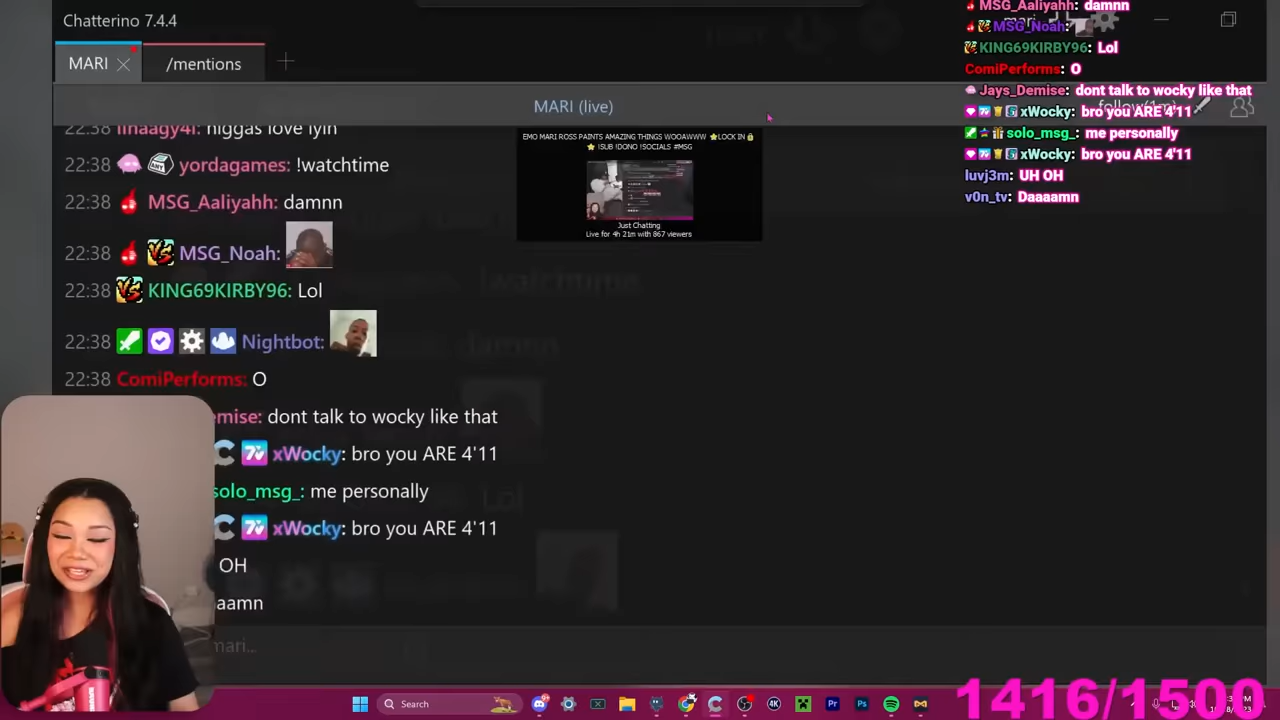 Chatterino 7.4.4
MARI
/mentions
MARI (live)
EMO MARI ROSS PAINTS AMAZING THINGS WOOAWWW ⭐LOCK IN 🔒
⭐ !SUB !DONO !SOCIALS #MSG
Just Chatting
Live for 4h 21m with 867 viewers
niggas love lyin
22:38 yordagames: !watchtime
22:38 MSG_Aaliyahh: damnn
22:38 MSG_Noah:
22:38 KING69KIRBY96: Lol
22:38 Nightbot:
22:38 ComiPerforms: O
emise: dont talk to wocky like that
xWocky: bro you ARE 4'11
solo_msg_: me personally
xWocky: bro you ARE 4'11
OH
aamn
mari...
MSG_Aaliyahh: damnn
MSG_Noah:
KING69KIRBY96: Lol
ComiPerforms: O
Jays_Demise: dont talk to wocky like that
xWocky: bro you ARE 4'11
solo_msg_: me personally
xWocky: bro you ARE 4'11
luvj3m: UH OH
v0n_tv: Daaaamn
Search
1416/1500